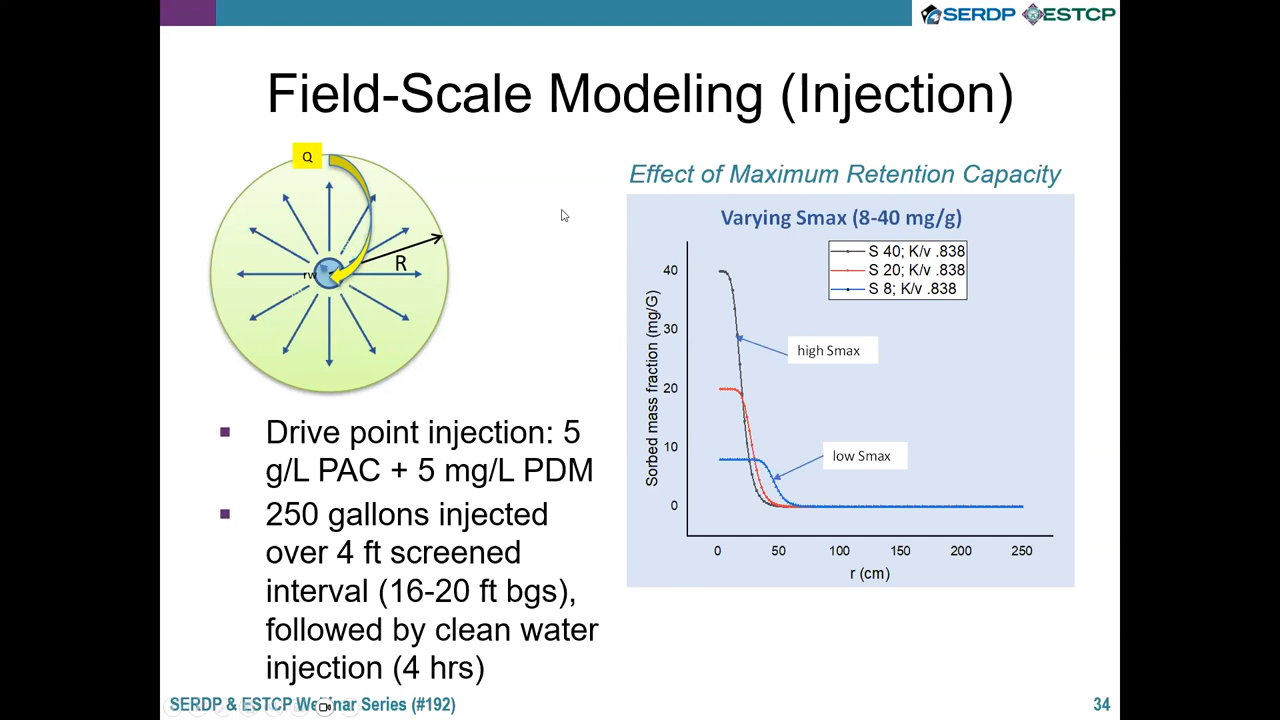 SERDP ESTCP
Field-Scale Modeling (Injection)
Q
R
rw
▪ Drive point injection: 5
g/L PAC + 5 mg/L PDM
▪ 250 gallons injected
over 4 ft screened
interval (16-20 ft bgs),
followed by clean water
injection (4 hrs)
Effect of Maximum Retention Capacity
Varying Smax (8-40 mg/g)
S 40; K/v .838
S 20; K/v .838
S 8; K/v .838
high Smax
low Smax
Sorbed mass fraction (mg/G)
40
30
20
10
0
0 50 100 150 200 250
r (cm)
SERDP & ESTCP Webinar Series (#192)
34